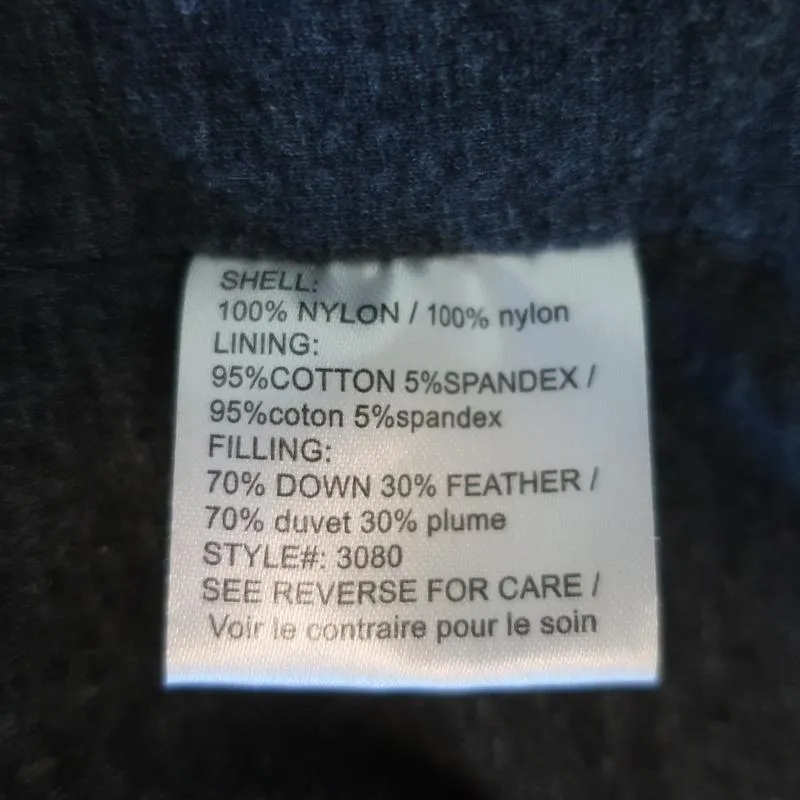 SHELL:
100% NYLON / 100% nylon
LINING:
95%COTTON 5%SPANDEX /
95%coton 5%spandex
FILLING:
70% DOWN 30% FEATHER /
70% duvet 30% plume
STYLE#: 3080
SEE REVERSE FOR CARE /
Voir le contraire pour le soin